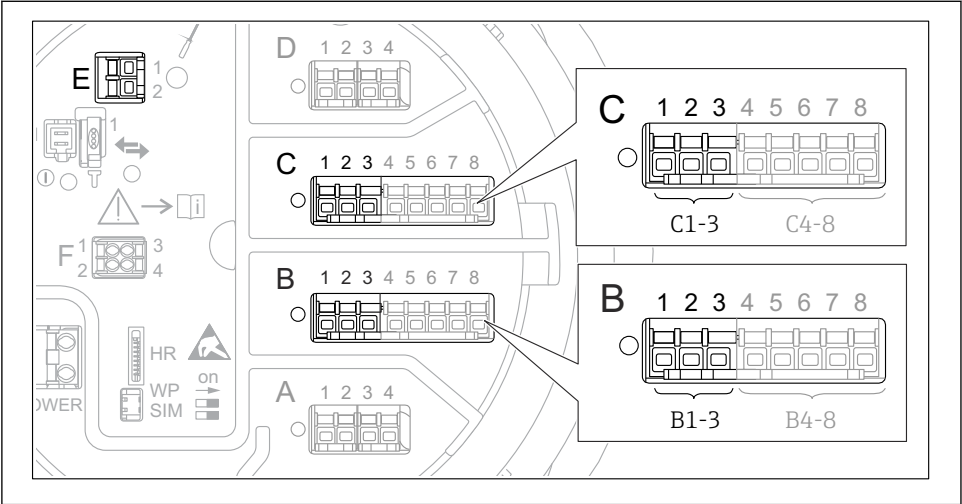 D 1 2 3 4
E 1
2
1
C 1 2 3 4 5 6 7 8
i
F 1 3
2 4
B 1 2 3 4 5 6 7 8
HR
WP
SIM
on
OWER
A 1 2 3 4
C 1 2 3 4 5 6 7 8
C1-3 C4-8
B 1 2 3 4 5 6 7 8
B1-3 B4-8